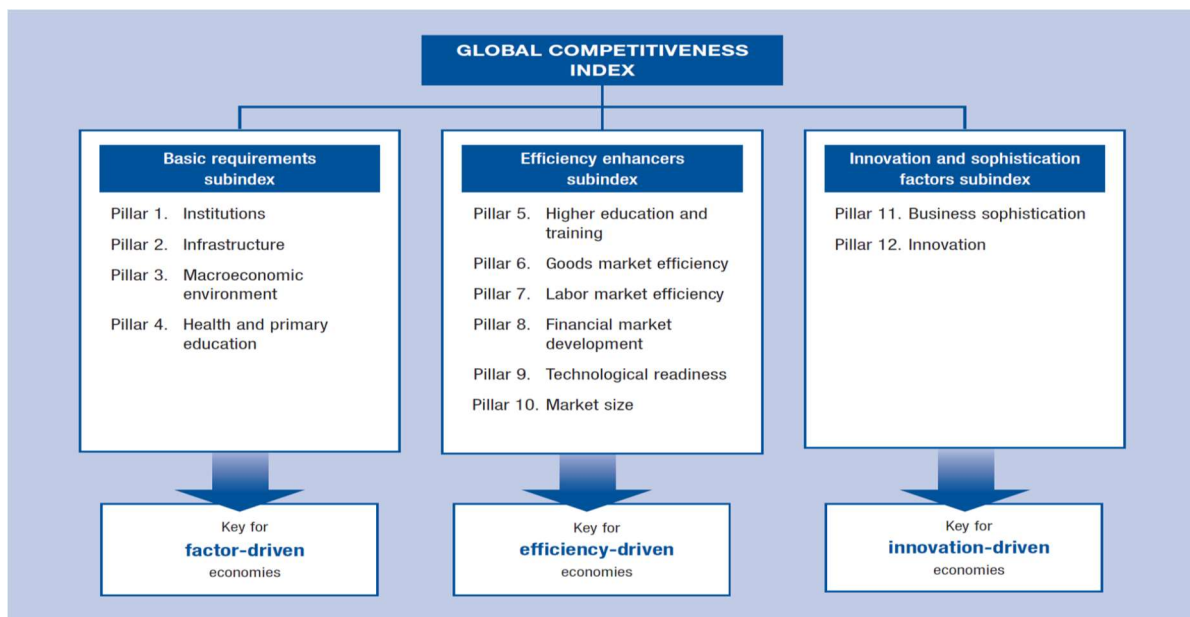 GLOBAL COMPETITIVENESS
INDEX
Basic requirements
subindex
Pillar 1. Institutions
Pillar 2. Infrastructure
Pillar 3. Macroeconomic
environment
Pillar 4. Health and primary
education
Key for
factor-driven
economies
Efficiency enhancers
subindex
Pillar 5. Higher education and
training
Pillar 6. Goods market efficiency
Pillar 7. Labor market efficiency
Pillar 8. Financial market
development
Pillar 9. Technological readiness
Pillar 10. Market size
Key for
efficiency-driven
economies
Innovation and sophistication
factors subindex
Pillar 11. Business sophistication
Pillar 12. Innovation
Key for
innovation-driven
economies